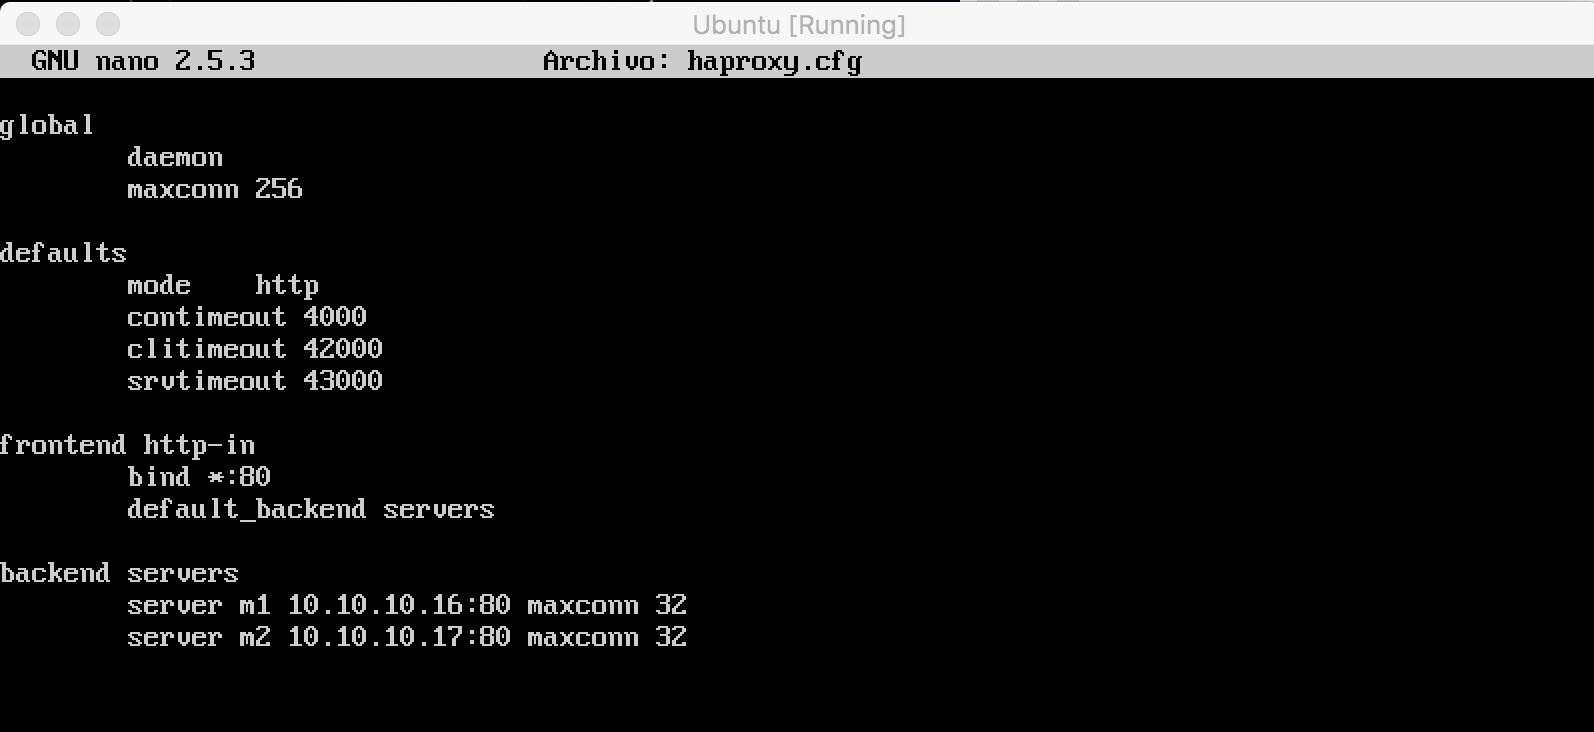 Ubuntu [Running]
GNU nano 2.5.3 Archivo: haproxy.cfg
global
daemon
maxconn 256
defaults
mode http
contimeout 4000
clitimeout 42000
srvtimeout 43000
frontend http-in
bind *:80
default_backend servers
backend servers
server m1 10.10.10.16:80 maxconn 32
server m2 10.10.10.17:80 maxconn 32